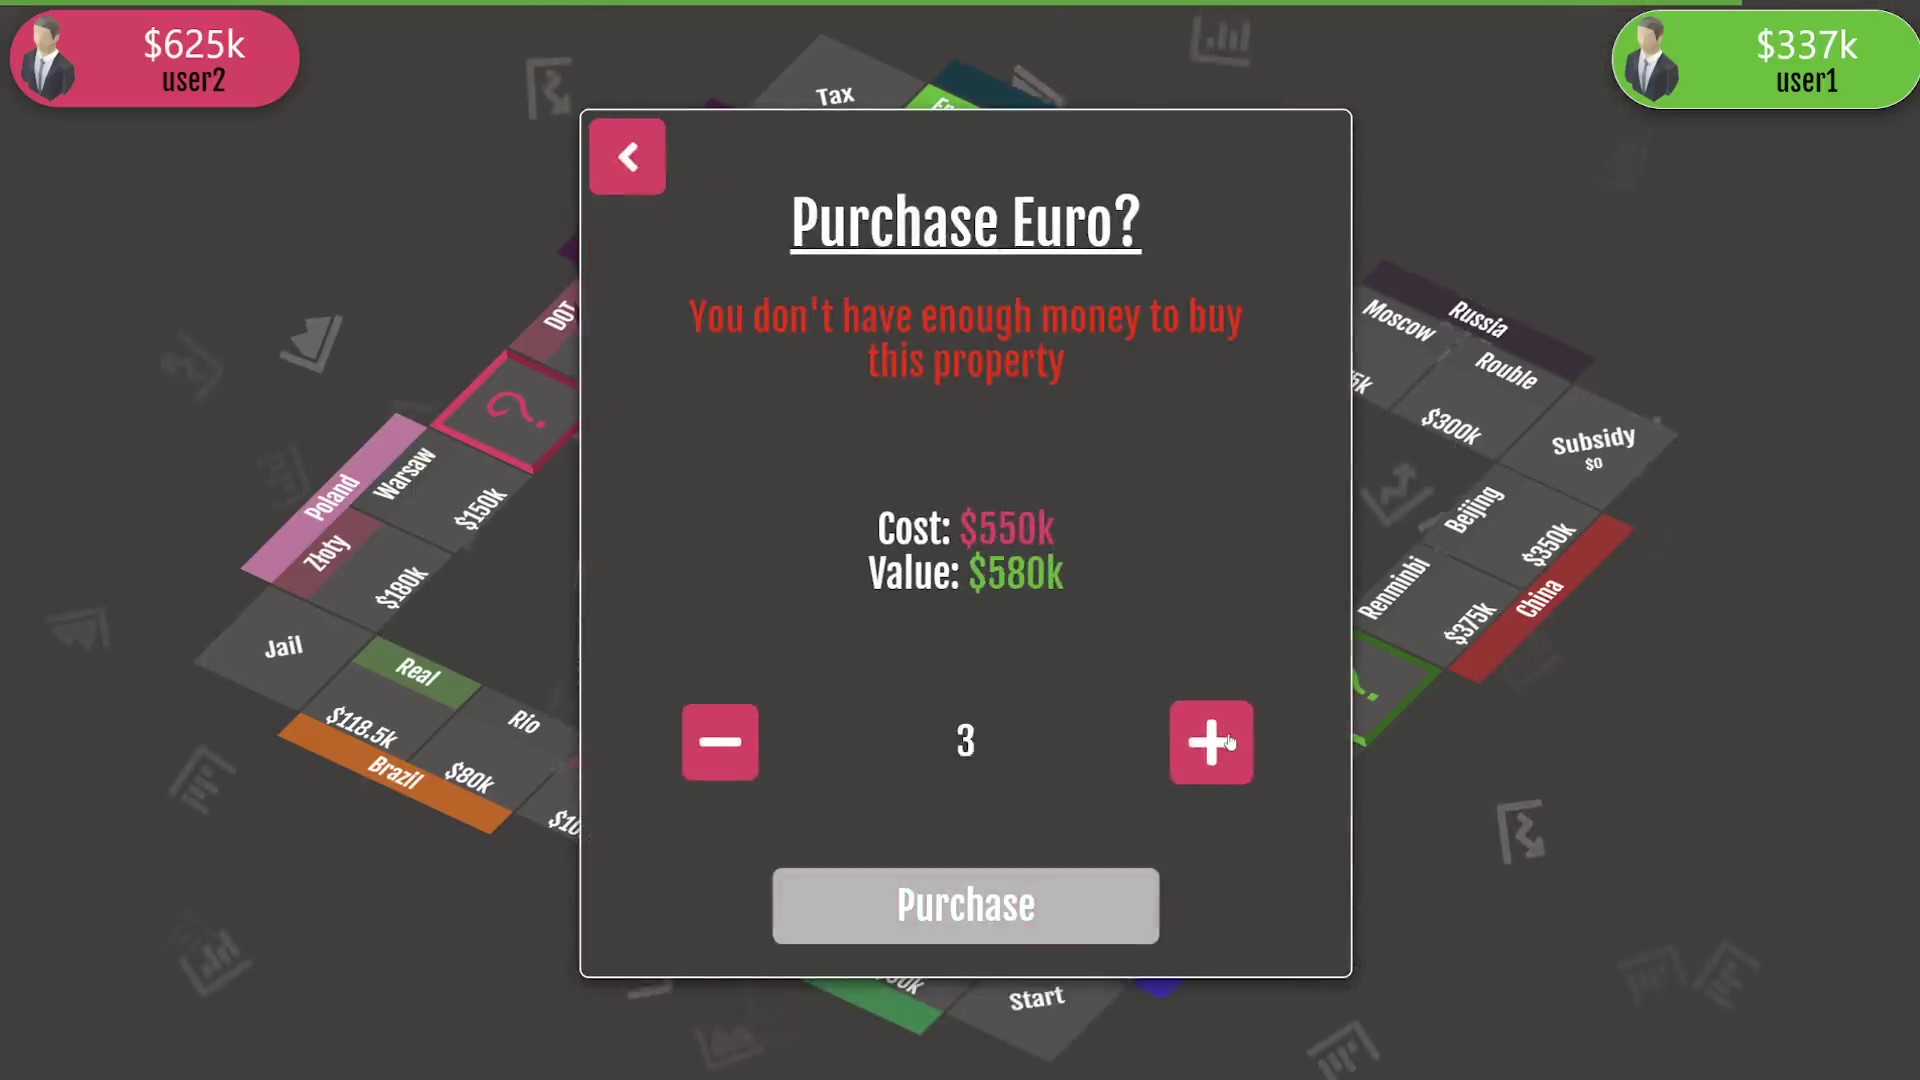 $625k
user2
$337k
user1
Tax
Purchase Euro?
You don't have enough money to buy
this property
Cost: $550k
Value: $580k
3
Purchase
DOT
?
Poland
Warsaw
$150k
Złoty
$180k
Jail
Real
$118.5k
Rio
$80k
Brazil
Moscow
Russia
Rouble
$300k
Subsidy
$0
Beijing
$350k
Renminbi
$375k
China
Start